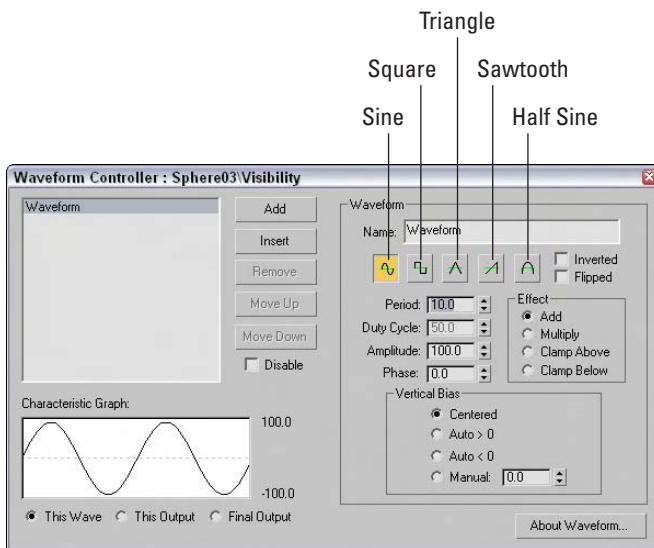 Triangle
Square
Sawtooth
Sine
Half Sine
Waveform Controller : Sphere03\Visibility
Waveform
Add
Insert
Remove
Move Up
Move Down
Disable
Characteristic Graph:
100.0
-100.0
This Wave
This Output
Final Output
Waveform
Name: Waveform
Inverted
Flipped
Period: 10.0
Duty Cycle: 50.0
Amplitude: 100.0
Phase: 0.0
Effect
Add
Multiply
Clamp Above
Clamp Below
Vertical Bias
Centered
Auto > 0
Auto < 0
Manual: 0.0
About Waveform...